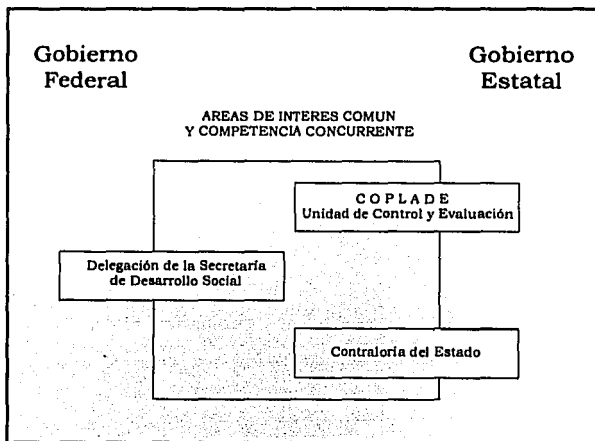 Gobierno
Federal
Gobierno
Estatal
AREAS DE INTERES COMUN
Y COMPETENCIA CONCURRENTE
C O P L A D E
Unidad de Control y Evaluación
Delegación de la Secretaría
de Desarrollo Social
Contraloría del Estado